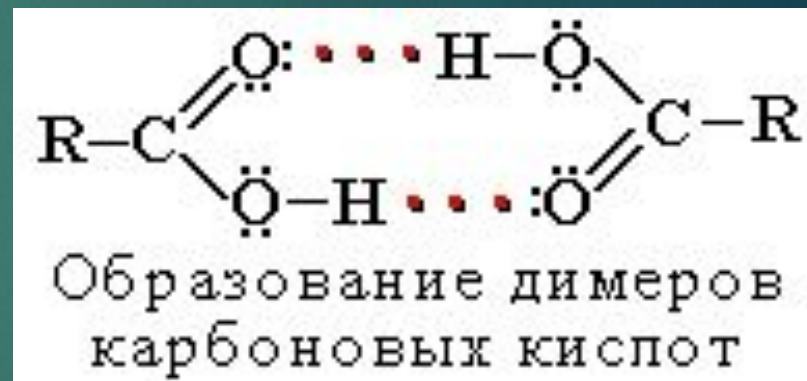 O: H–O
R–C C–R
O–H :O
Образование димеров
карбоновых кислот